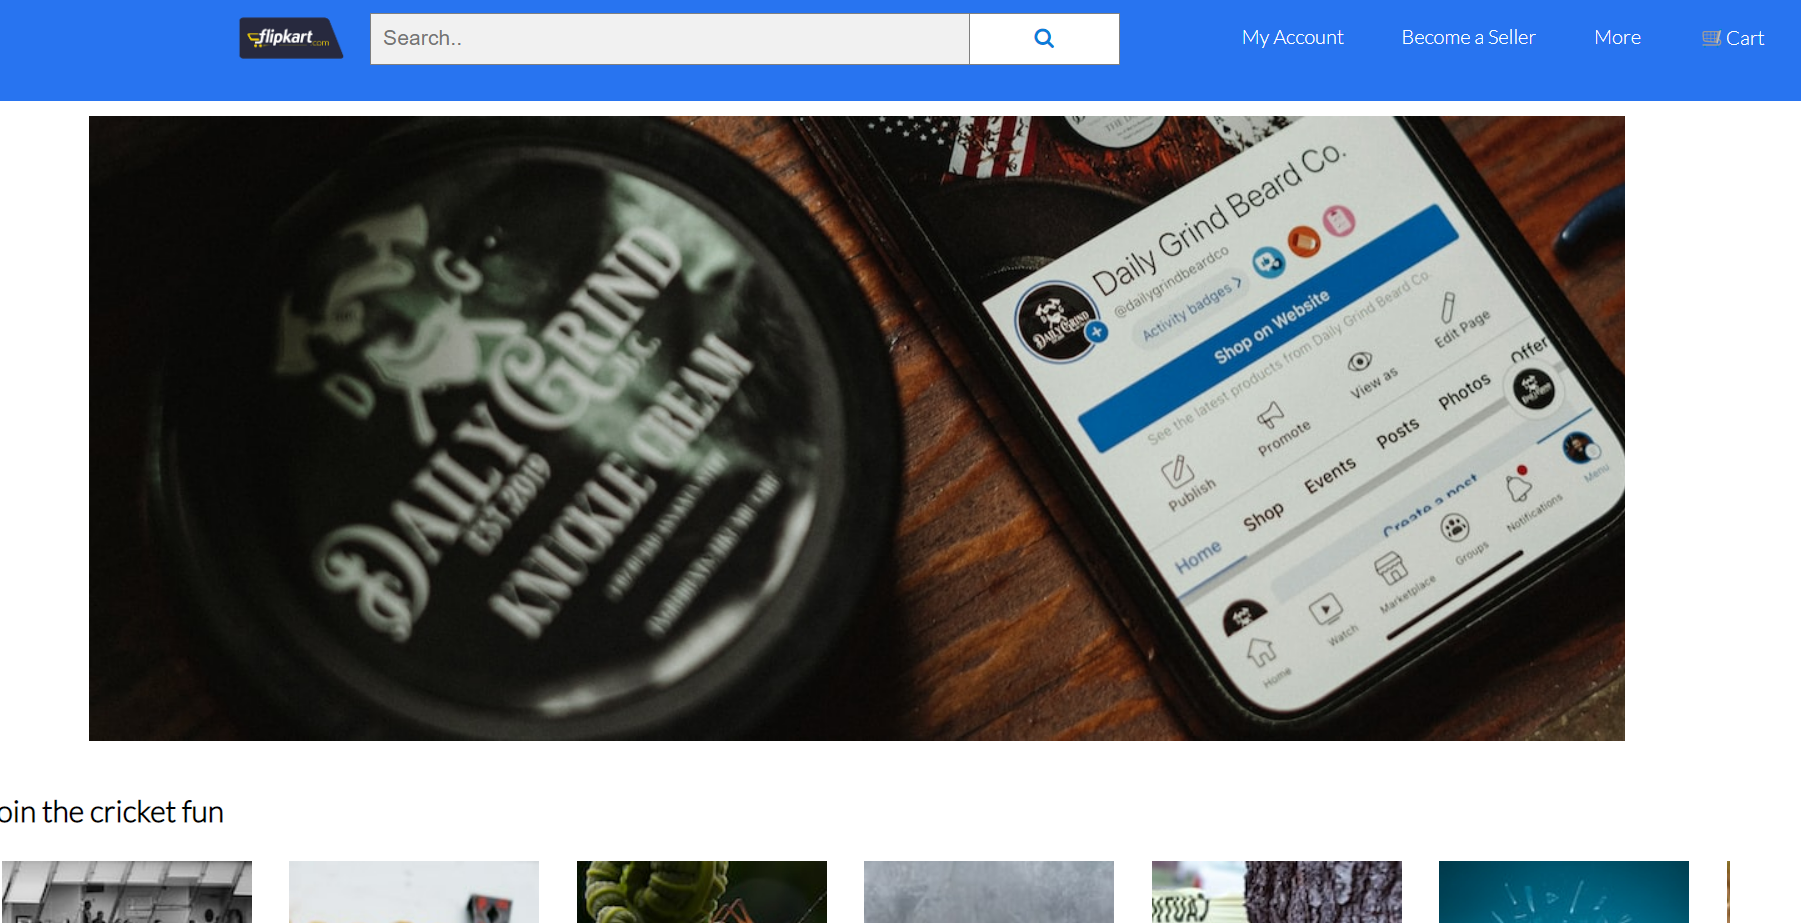 flipkart.com
Search..
My Account
Become a Seller
More
Cart
D G
DAILY GRIND
B.C.
EST. 2019
KNUCKLE CREAM
Daily Grind Beard Co.
@dailygrindbeardco
Activity badges >
Shop on Website
See the latest products from Daily Grind Beard Co.
Publish
Promote
View as
Edit Page
Home
Shop
Events
Posts
Photos
Offer
Create a post
Home
Watch
Marketplace
Groups
Notifications
Menu
DAILY GRIND
oin the cricket fun